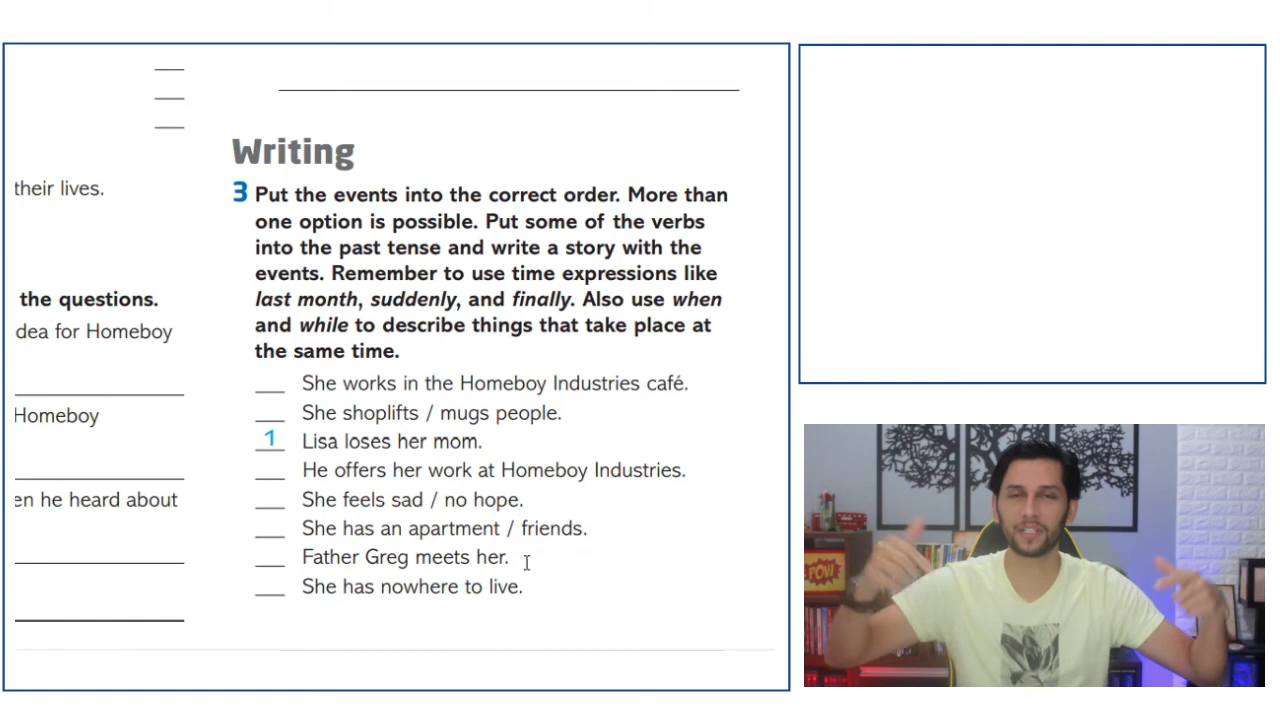 their lives.
the questions.
dea for Homeboy
Homeboy
en he heard about
Writing
3 Put the events into the correct order. More than
one option is possible. Put some of the verbs
into the past tense and write a story with the
events. Remember to use time expressions like
last month, suddenly, and finally. Also use when
and while to describe things that take place at
the same time.
She works in the Homeboy Industries café.
She shoplifts / mugs people.
1 Lisa loses her mom.
He offers her work at Homeboy Industries.
She feels sad / no hope.
She has an apartment / friends.
Father Greg meets her.
She has nowhere to live.
POW!